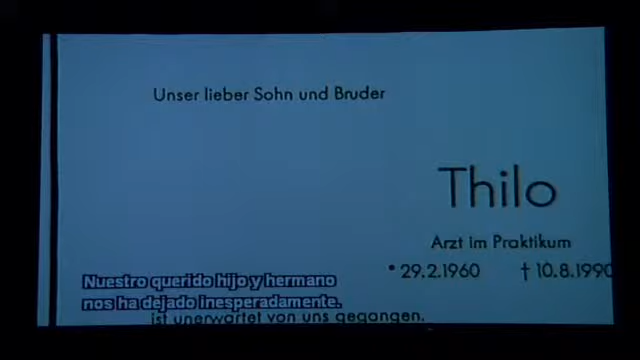 Unser lieber Sohn und Bruder
Thilo
Arzt im Praktikum
* 29.2.1960 † 10.8.1990
Nuestro querido hijo y hermano
nos ha dejado inesperadamente.
ist unerwartet von uns gegangen.